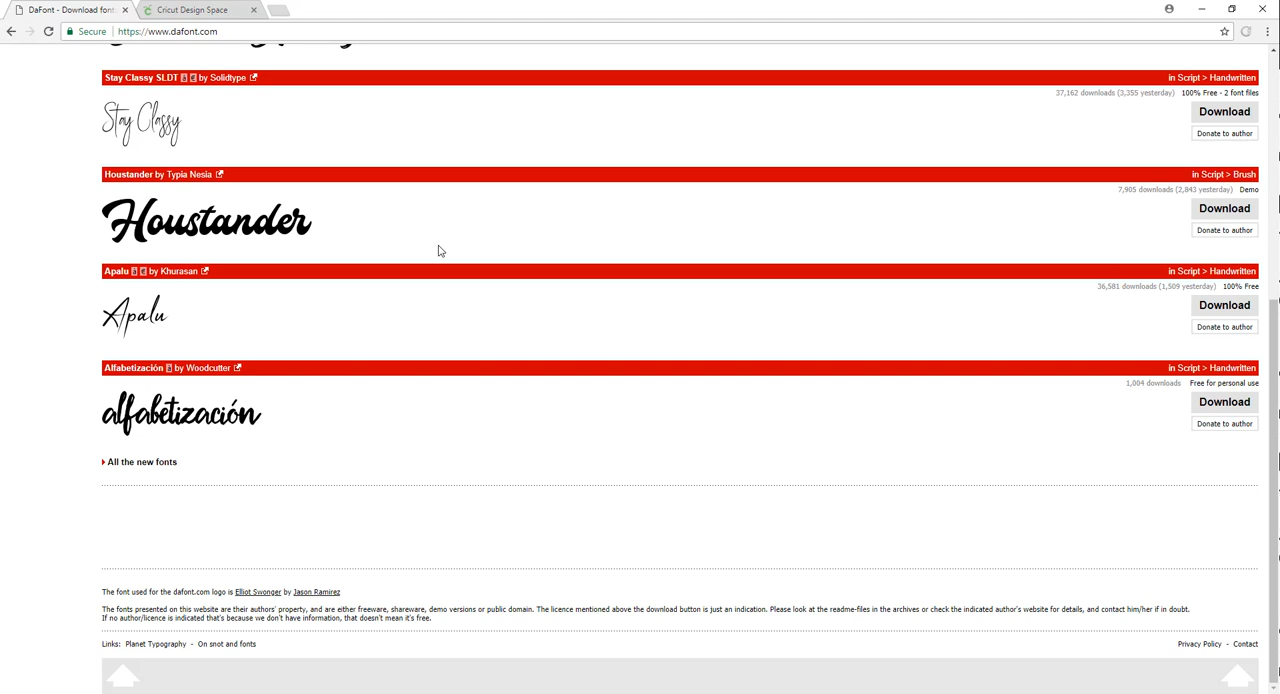 DaFont - Download font
Cricut Design Space
Secure
https://www.dafont.com
Stay Classy SLDT à € by Solidtype
in Script > Handwritten
37,162 downloads (3,355 yesterday) 100% Free - 2 font files
Stay Classy
Download
Donate to author
Houstander by Typia Nesia
in Script > Brush
7,905 downloads (2,843 yesterday) Demo
Houstander
Download
Donate to author
Apalu à € by Khurasan
in Script > Handwritten
36,581 downloads (1,509 yesterday) 100% Free
Apalu
Download
Donate to author
Alfabetización à by Woodcutter
in Script > Handwritten
1,004 downloads Free for personal use
alfabetización
Download
Donate to author
All the new fonts
The font used for the dafont.com logo is Elliot Swonger by Jason Ramirez
The fonts presented on this website are their authors' property, and are either freeware, shareware, demo versions or public domain. The licence mentioned above the download button is just an indication. Please look at the readme-files in the archives or check the indicated author's website for details, and contact him/her if in doubt.
If no author/licence is indicated that's because we don't have information, that doesn't mean it's free.
Links: Planet Typography - On snot and fonts
Privacy Policy - Contact